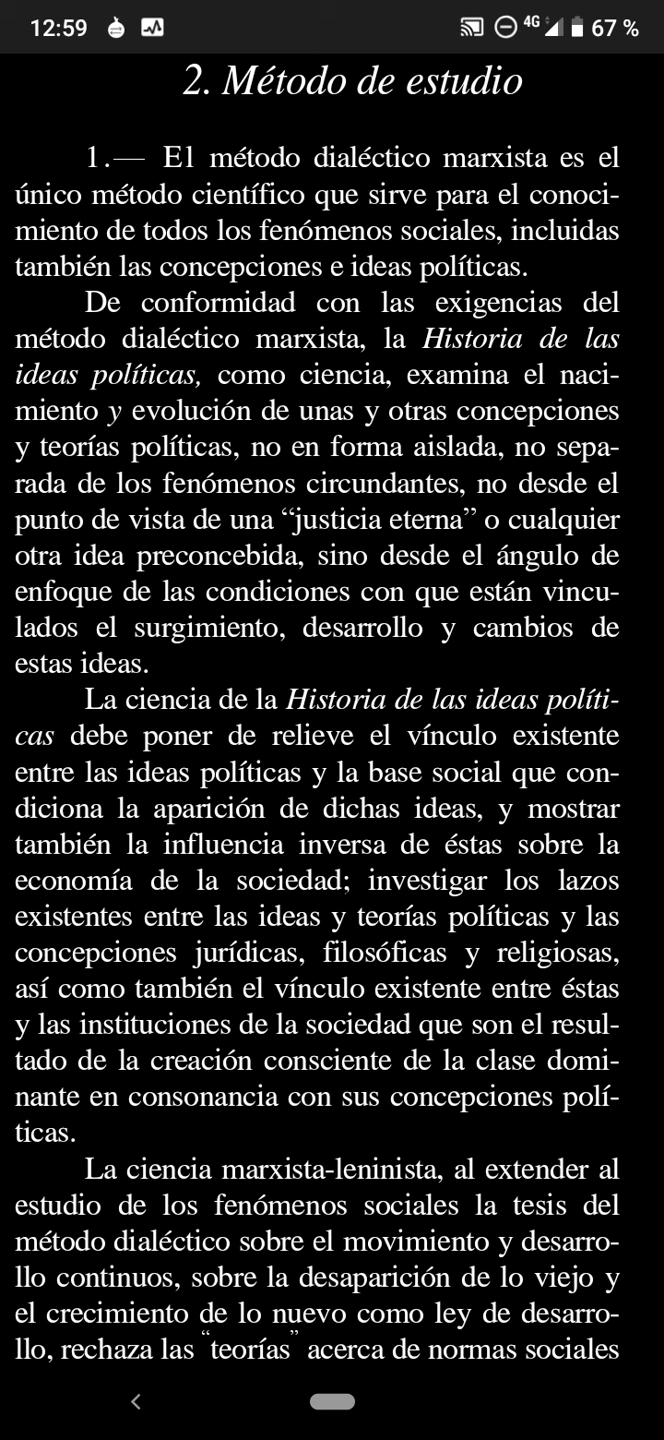 12:59
4G 67 %
2. Método de estudio
1.— El método dialéctico marxista es el
único método científico que sirve para el conoci-
miento de todos los fenómenos sociales, incluidas
también las concepciones e ideas políticas.
De conformidad con las exigencias del
método dialéctico marxista, la Historia de las
ideas políticas, como ciencia, examina el naci-
miento y evolución de unas y otras concepciones
y teorías políticas, no en forma aislada, no sepa-
rada de los fenómenos circundantes, no desde el
punto de vista de una “justicia eterna” o cualquier
otra idea preconcebida, sino desde el ángulo de
enfoque de las condiciones con que están vincu-
lados el surgimiento, desarrollo y cambios de
estas ideas.
La ciencia de la Historia de las ideas políti-
cas debe poner de relieve el vínculo existente
entre las ideas políticas y la base social que con-
diciona la aparición de dichas ideas, y mostrar
también la influencia inversa de éstas sobre la
economía de la sociedad; investigar los lazos
existentes entre las ideas y teorías políticas y las
concepciones jurídicas, filosóficas y religiosas,
así como también el vínculo existente entre éstas
y las instituciones de la sociedad que son el resul-
tado de la creación consciente de la clase domi-
nante en consonancia con sus concepciones polí-
ticas.
La ciencia marxista-leninista, al extender al
estudio de los fenómenos sociales la tesis del
método dialéctico sobre el movimiento y desarro-
llo continuos, sobre la desaparición de lo viejo y
el crecimiento de lo nuevo como ley de desarro-
llo, rechaza las “teorías” acerca de normas sociales